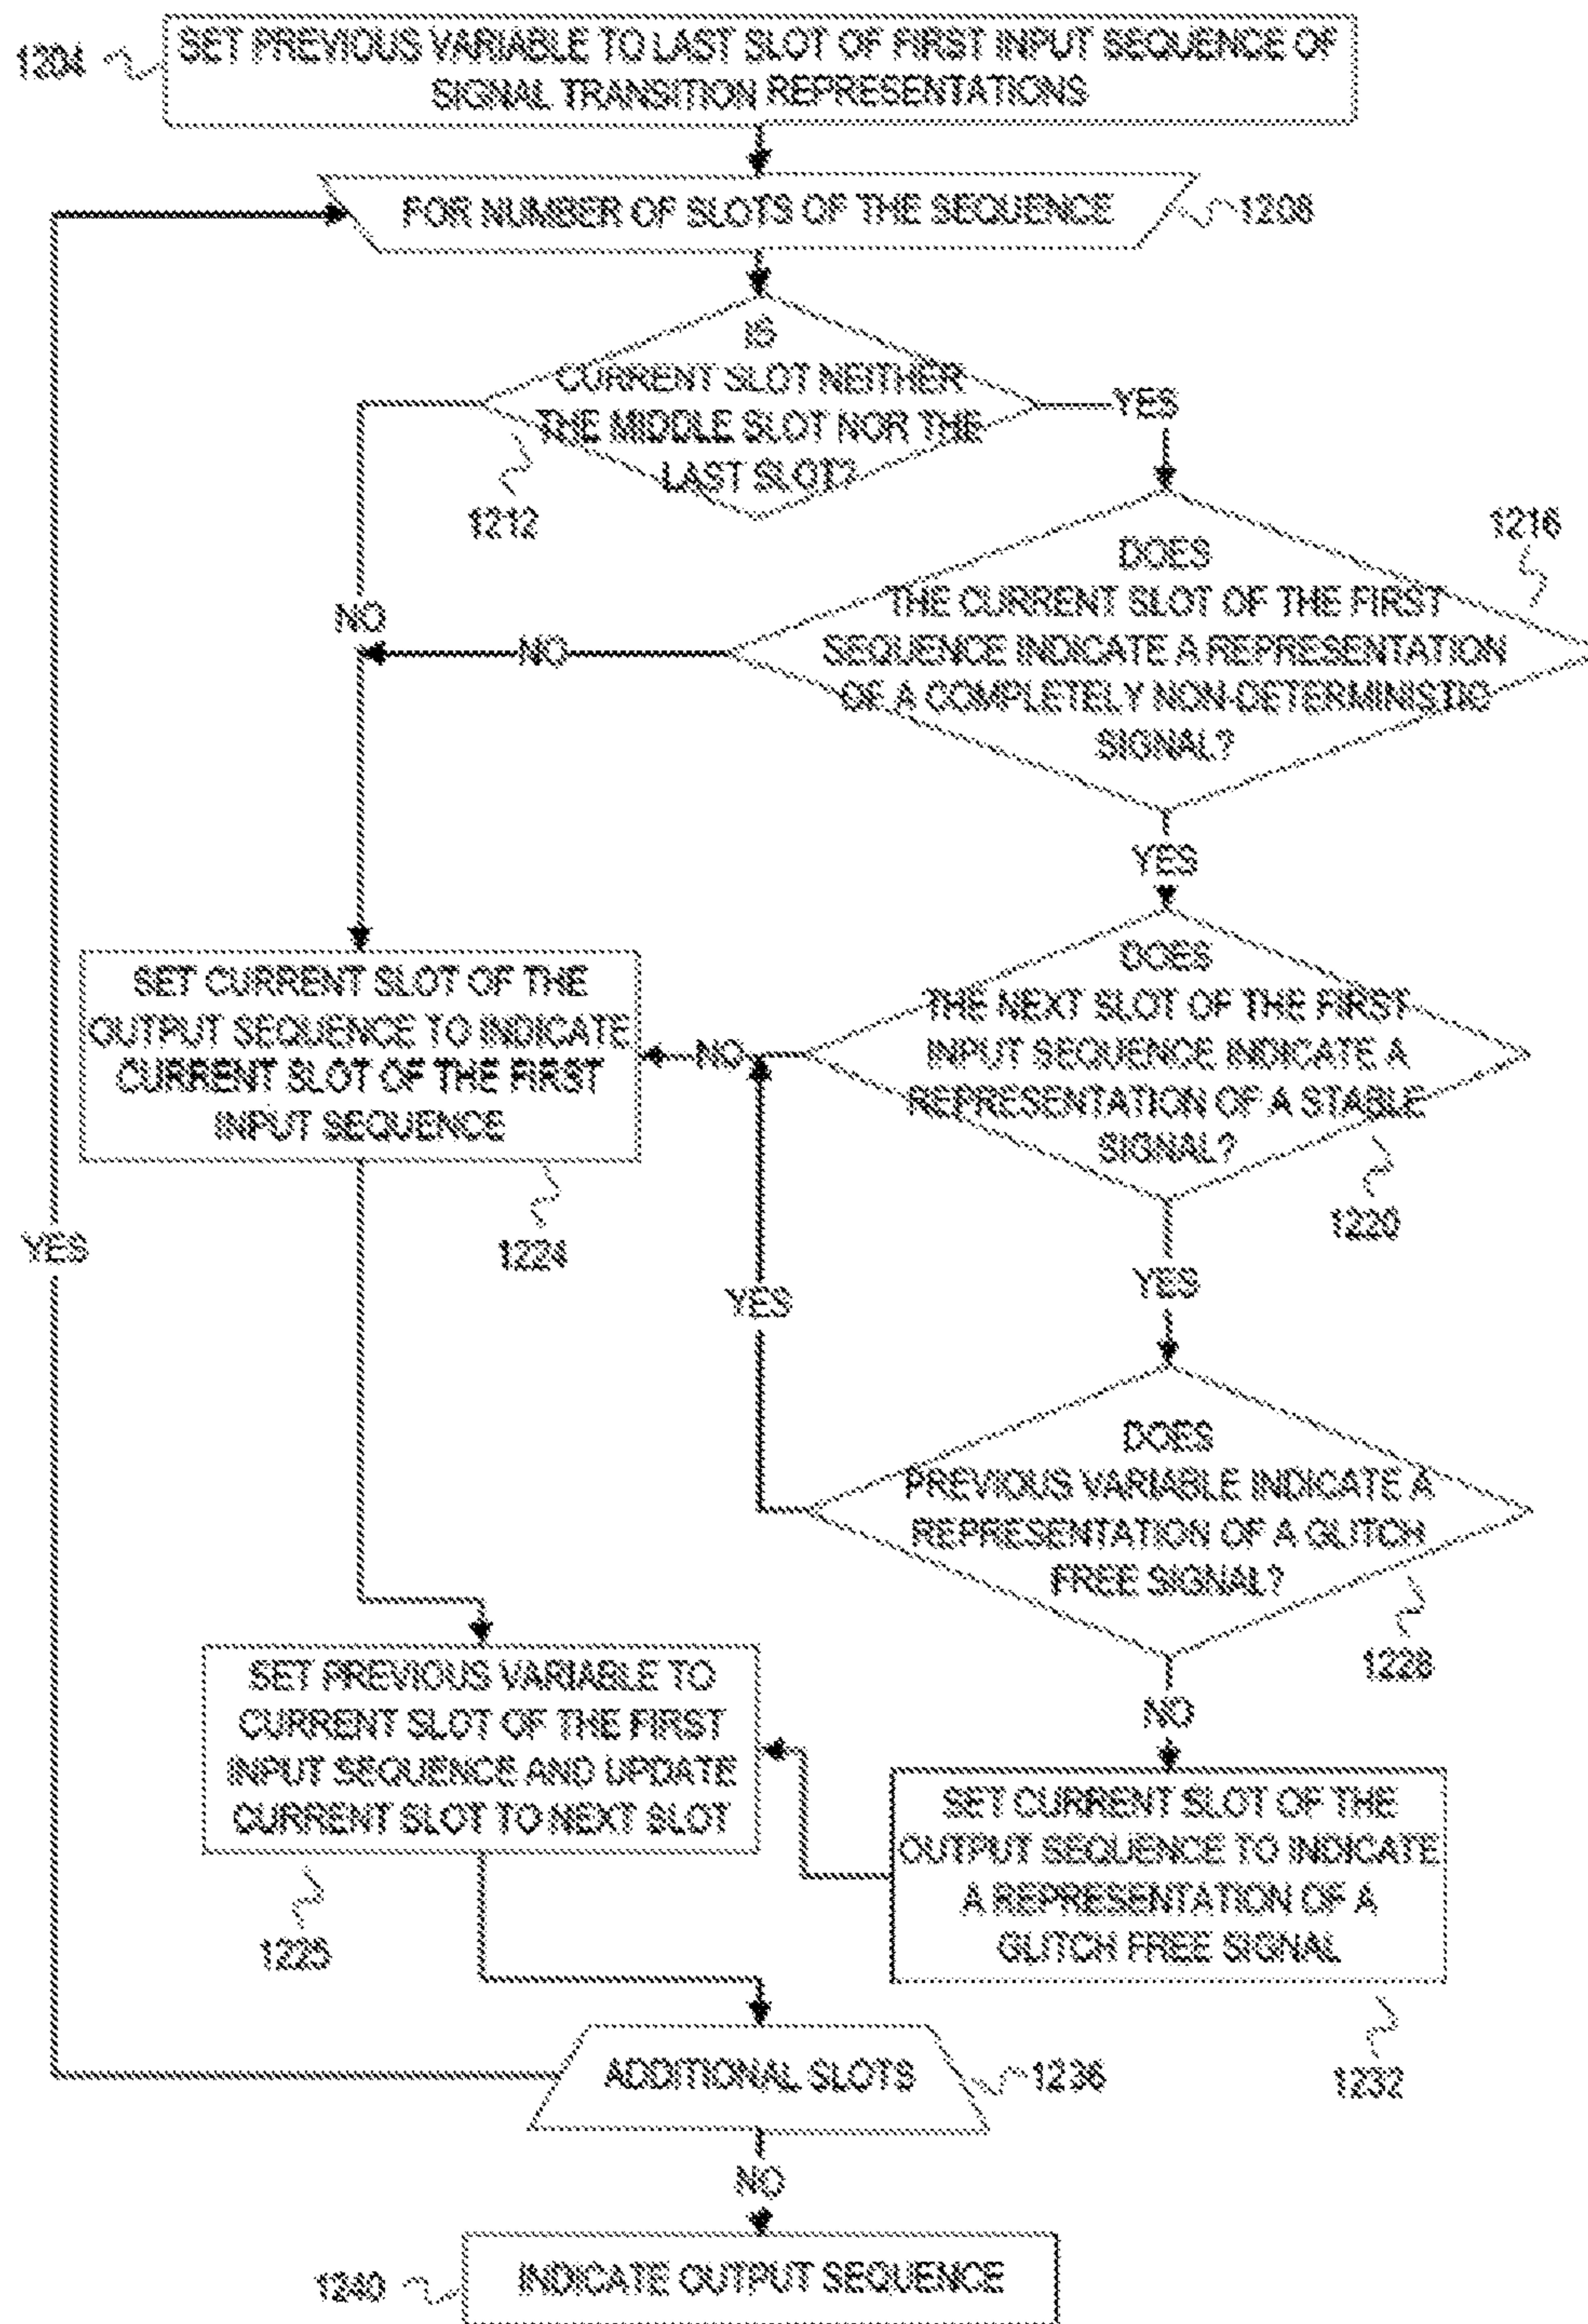 1204
SET PREVIOUS VARIABLE TO LAST SLOT OF FIRST INPUT SEQUENCE OF
SIGNAL TRANSITION REPRESENTATIONS
FOR NUMBER OF SLOTS OF THE SEQUENCE
1208
IS
CURRENT SLOT NEITHER
THE MIDDLE SLOT NOR THE
LAST SLOT?
YES
1212
NO
1216
DOES
THE CURRENT SLOT OF THE FIRST
SEQUENCE INDICATE A REPRESENTATION
OF A COMPLETELY NON-DETERMINISTIC
SIGNAL?
NO
YES
SET CURRENT SLOT OF THE
OUTPUT SEQUENCE TO INDICATE
CURRENT SLOT OF THE FIRST
INPUT SEQUENCE
1224
NO
DOES
THE NEXT SLOT OF THE FIRST
INPUT SEQUENCE INDICATE A
REPRESENTATION OF A STABLE
SIGNAL?
1220
YES
YES
YES
DOES
PREVIOUS VARIABLE INDICATE A
REPRESENTATION OF A GLITCH
FREE SIGNAL?
1228
NO
SET PREVIOUS VARIABLE TO
CURRENT SLOT OF THE FIRST
INPUT SEQUENCE AND UPDATE
CURRENT SLOT TO NEXT SLOT
1225
SET CURRENT SLOT OF THE
OUTPUT SEQUENCE TO INDICATE
A REPRESENTATION OF A
GLITCH FREE SIGNAL
1232
ADDITIONAL SLOTS
1236
NO
1240
INDICATE OUTPUT SEQUENCE